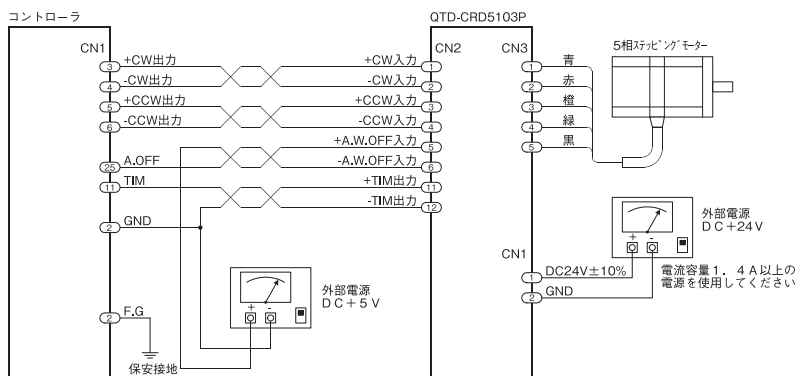 コントローラ
QTD-CRD5103P
CN1
CN2
CN3
5相ステッピングモーター
3 +CW出力
+CW入力 1
4 -CW出力
-CW入力 2
5 +CCW出力
+CCW入力 3
6 -CCW出力
-CCW入力 4
+A.W.OFF入力 5
25 A.OFF
-A.W.OFF入力 6
11 TIM
+TIM出力 11
-TIM出力 12
2 GND
1 青
2 赤
3 橙
4 緑
5 黒
外部電源
DC+24V
+ -
CN1
1 DC24V±10%
2 GND
電流容量1.4A以上の
電源を使用してください
外部電源
DC+5V
+ -
2 F.G
保安接地